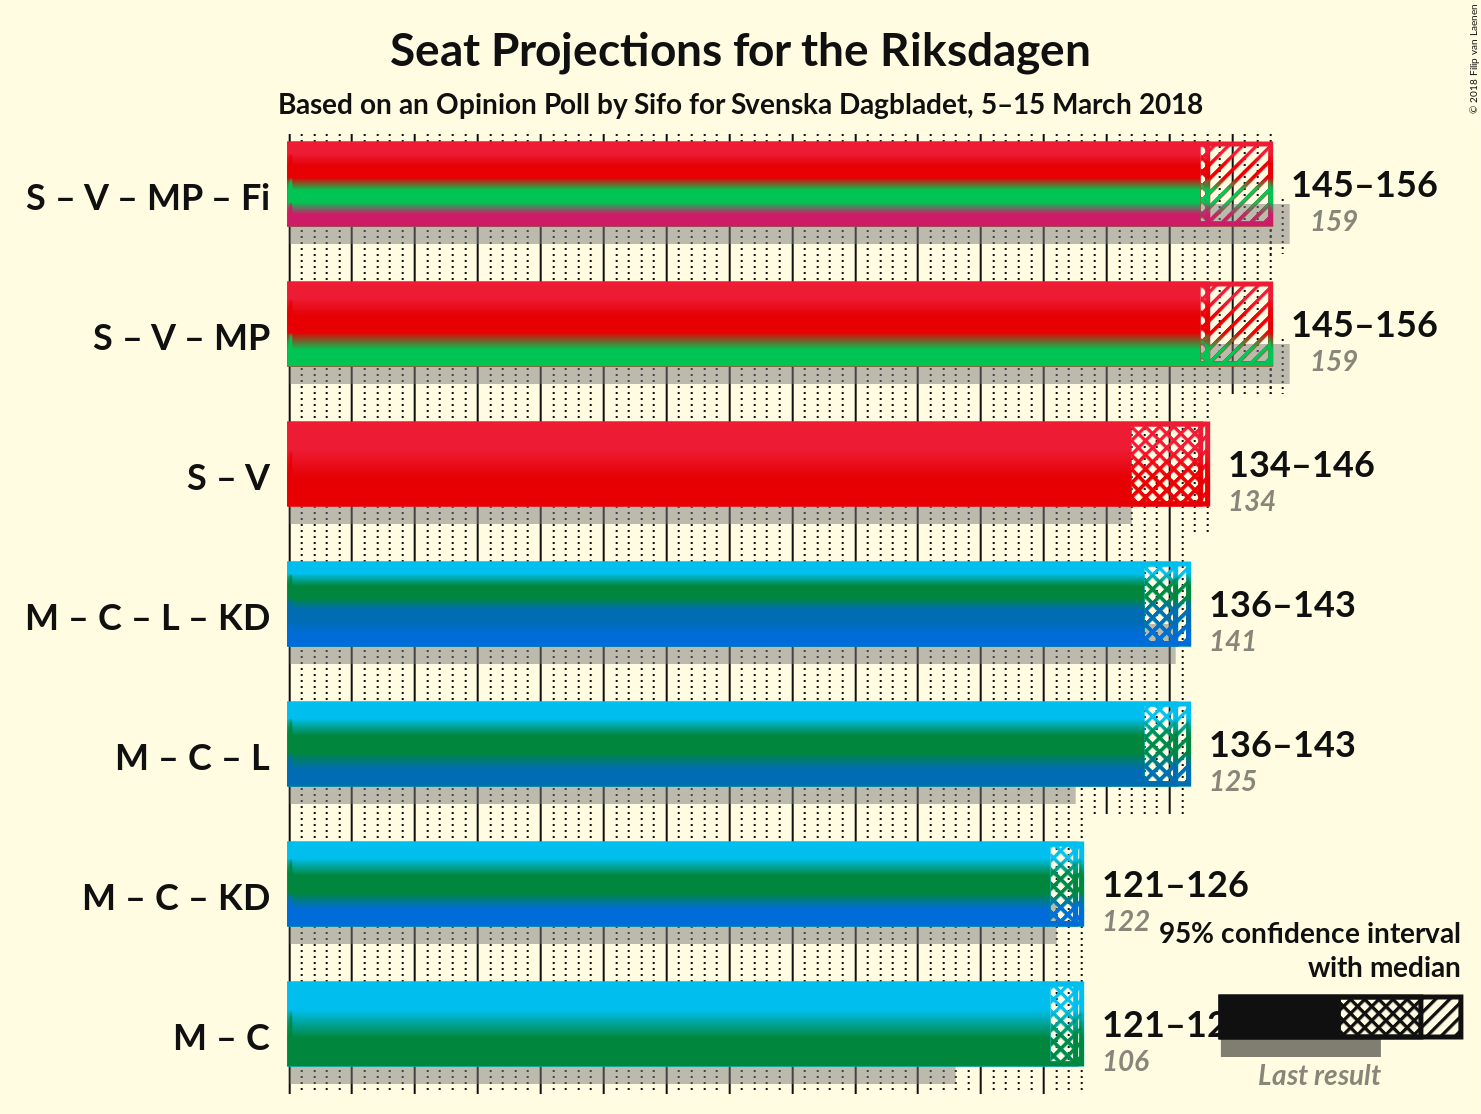 Seat Projections for the Riksdagen
Based on an Opinion Poll by Sifo for Svenska Dagbladet, 5–15 March 2018
© 2018 Filip van Laenen
S – V – MP – Fi
145–156
159
S – V – MP
145–156
159
S – V
134–146
134
M – C – L – KD
136–143
141
M – C – L
136–143
125
M – C – KD
121–126
122
95% confidence interval
with median
M – C
121–12
106
Last result